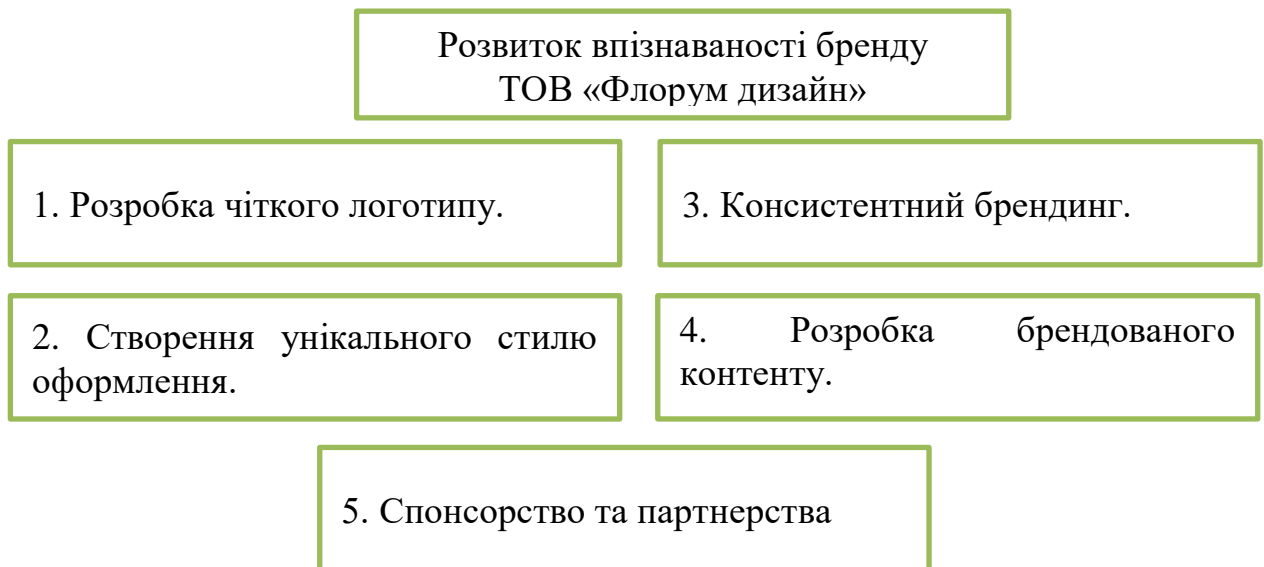 Розвиток впізнаваності бренду
ТОВ «Флорум дизайн»
1. Розробка чіткого логотипу.
2. Створення унікального стилю
оформлення.
3. Консистентний брендинг.
4. Розробка брендованого
контенту.
5. Спонсорство та партнерства